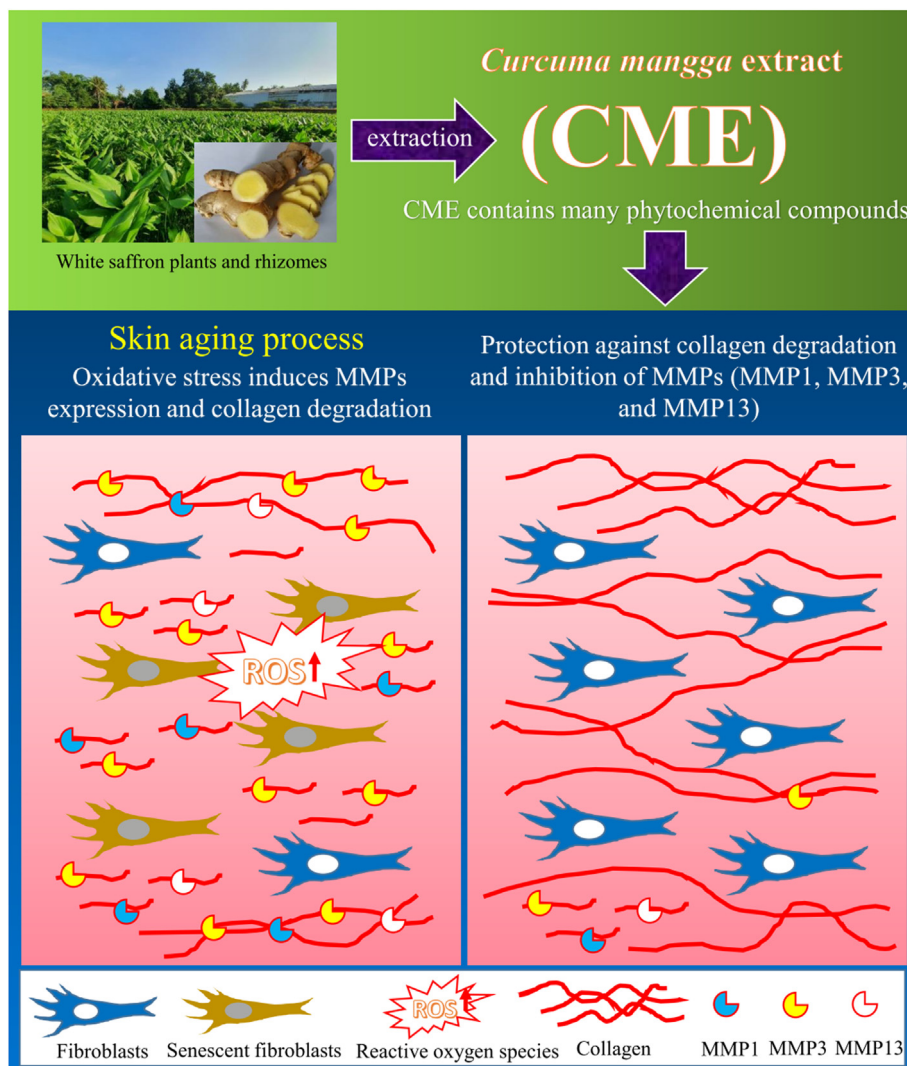 Curcuma mangga extract
(CME)
extraction
CME contains many phytochemical compounds
White saffron plants and rhizomes
Skin aging process
Oxidative stress induces MMPs
expression and collagen degradation
Protection against collagen degradation
and inhibition of MMPs (MMP1, MMP3,
and MMP13)
ROS
ROS
Fibroblasts
Senescent fibroblasts
Reactive oxygen species
Collagen
MMP1
MMP3
MMP13